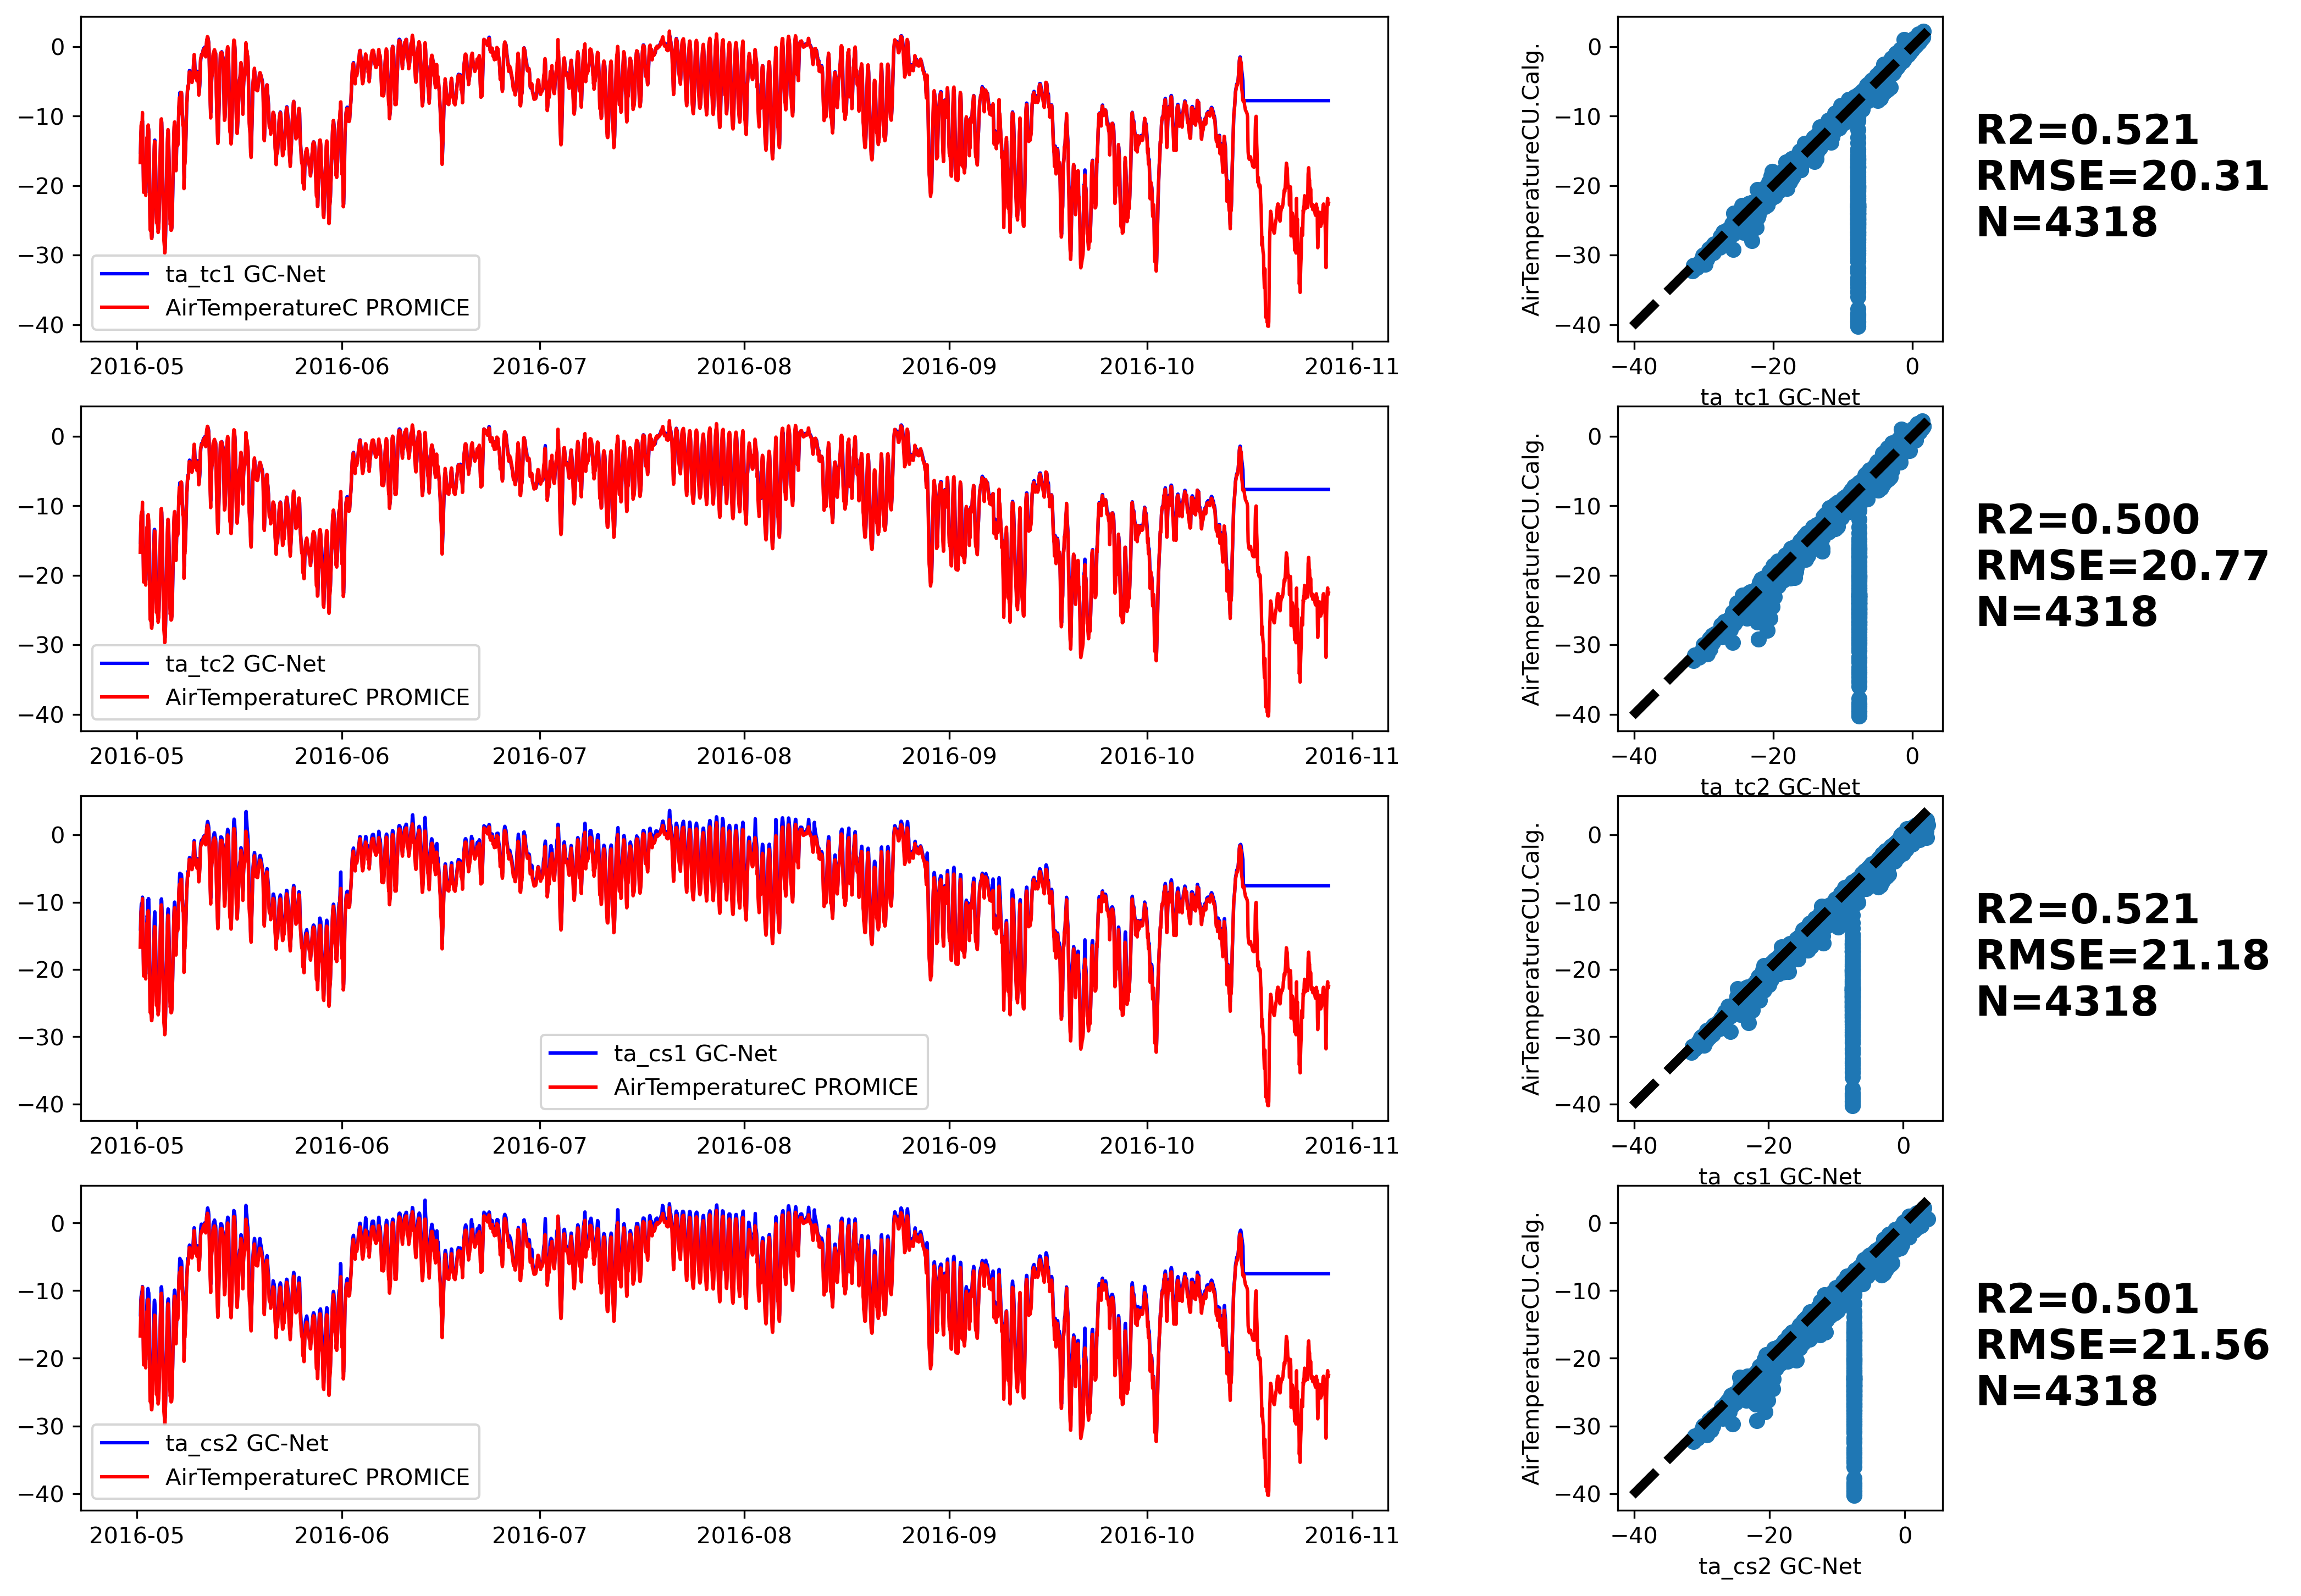 0
−10
−20
−30
−40
ta_tc1 GC-Net
AirTemperatureC PROMICE
2016-05 2016-06 2016-07 2016-08 2016-09 2016-10 2016-11
AirTemperatureCU.Calg.
0
−10
−20
−30
−40
−40 −20 0
ta_tc1 GC-Net
R2=0.521
RMSE=20.31
N=4318
0
−10
−20
−30
−40
ta_tc2 GC-Net
AirTemperatureC PROMICE
2016-05 2016-06 2016-07 2016-08 2016-09 2016-10 2016-11
AirTemperatureCU.Calg.
0
−10
−20
−30
−40
−40 −20 0
ta_tc2 GC-Net
R2=0.500
RMSE=20.77
N=4318
0
−10
−20
−30
−40
ta_cs1 GC-Net
AirTemperatureC PROMICE
2016-05 2016-06 2016-07 2016-08 2016-09 2016-10 2016-11
AirTemperatureCU.Calg.
0
−10
−20
−30
−40
−40 −20 0
ta_cs1 GC-Net
R2=0.521
RMSE=21.18
N=4318
0
−10
−20
−30
−40
ta_cs2 GC-Net
AirTemperatureC PROMICE
2016-05 2016-06 2016-07 2016-08 2016-09 2016-10 2016-11
AirTemperatureCU.Calg.
0
−10
−20
−30
−40
−40 −20 0
ta_cs2 GC-Net
R2=0.501
RMSE=21.56
N=4318